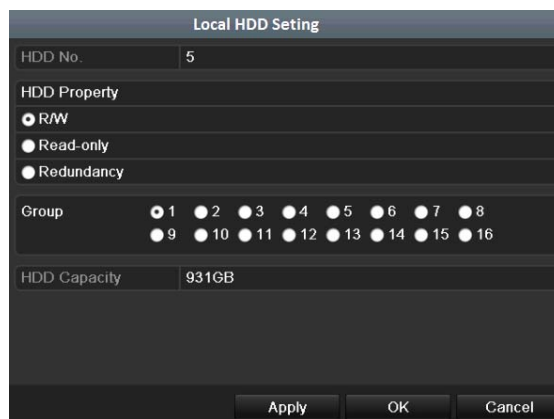 Local HDD Seting
HDD No. 5
HDD Property
R/W
Read-only
Redundancy
Group 1 2 3 4 5 6 7 8
9 10 11 12 13 14 15 16
HDD Capacity 931GB
Apply OK Cancel